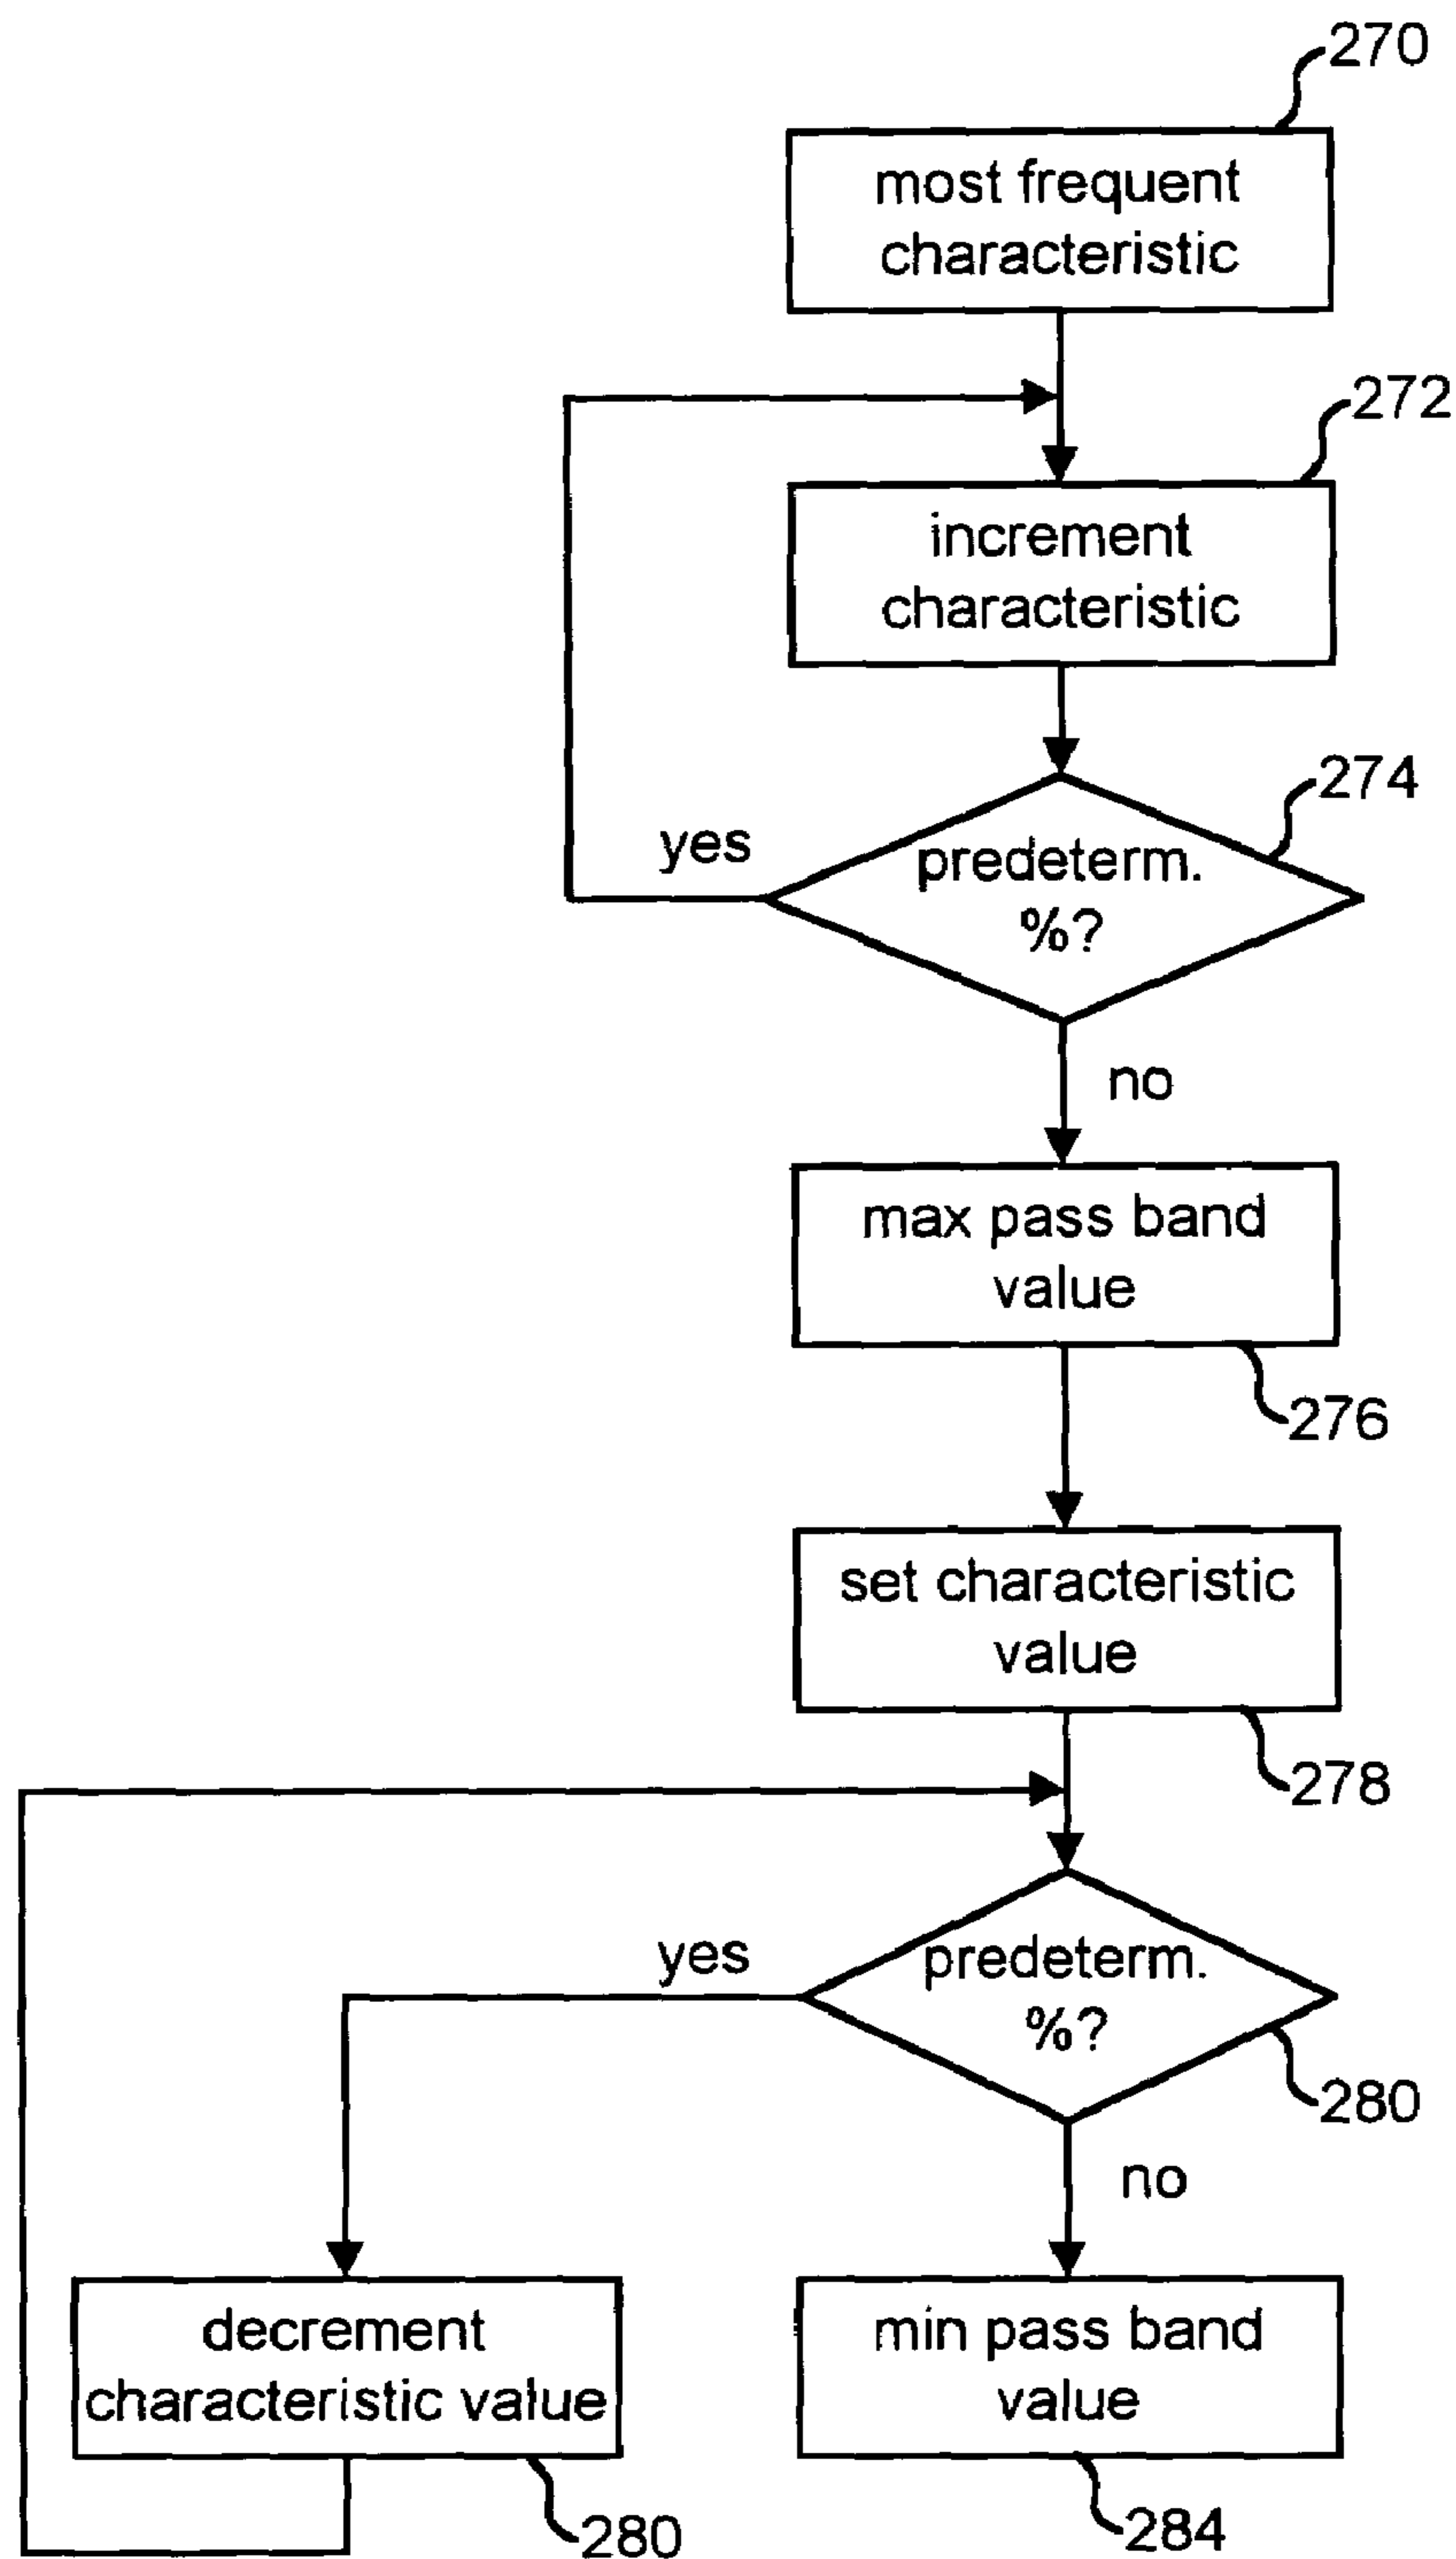 270
most frequent
characteristic
272
increment
characteristic
274
yes
predeterm.
%?
no
max pass band
value
276
set characteristic
value
278
yes
predeterm.
%?
280
no
decrement
characteristic value
280
min pass band
value
284